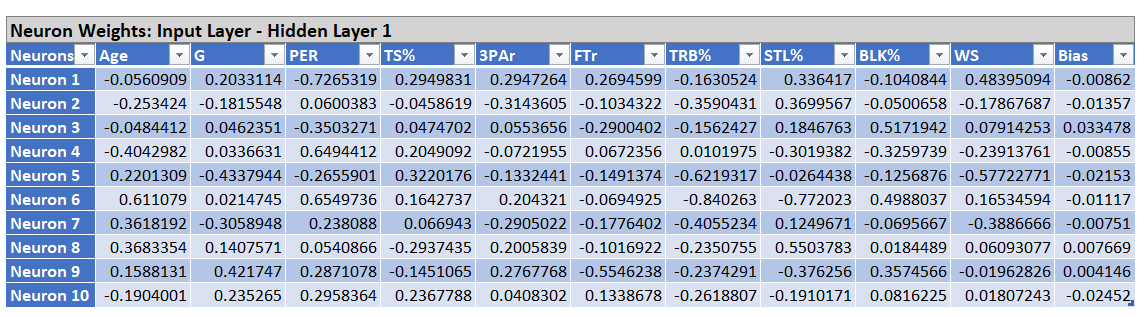 Neuron Weights: Input Layer - Hidden Layer 1
Neurons Age G PER TS% 3PAr FTr TRB% STL% BLK% WS Bias
Neuron 1 -0.0560909 0.2033114 -0.7265319 0.2949831 0.2947264 0.2694599 -0.1630524 0.336417 -0.1040844 0.48395094 -0.00862
Neuron 2 -0.253424 -0.1815548 0.0600383 -0.0458619 -0.3143605 -0.1034322 -0.3590431 0.3699567 -0.0500658 -0.17867687 -0.01357
Neuron 3 -0.0484412 0.0462351 -0.3503271 0.0474702 0.0553656 -0.2900402 -0.1562427 0.1846763 0.5171942 0.07914253 0.033478
Neuron 4 -0.4042982 0.0336631 0.6494412 0.2049092 -0.0721955 0.0672356 0.0101975 -0.3019382 -0.3259739 -0.23913761 -0.00855
Neuron 5 0.2201309 -0.4337944 -0.2655901 0.3220176 -0.1332441 -0.1491374 -0.6219317 -0.0264438 -0.1256876 -0.57722771 -0.02153
Neuron 6 0.611079 0.0214745 0.6549736 0.1642737 0.204321 -0.0694925 -0.840263 -0.772023 0.4988037 0.16534594 -0.01117
Neuron 7 0.3618192 -0.3058948 0.238088 0.066943 -0.2905022 -0.1776402 -0.4055234 0.1249671 -0.0695667 -0.3886666 -0.00751
Neuron 8 0.3683354 0.1407571 0.0540866 -0.2937435 0.2005839 -0.1016922 -0.2350755 0.5503783 0.0184489 0.06093077 0.007669
Neuron 9 0.1588131 0.421747 0.2871078 -0.1451065 0.2767768 -0.5546238 -0.2374291 -0.376256 0.3574566 -0.01962826 0.004146
Neuron 10 -0.1904001 0.235265 0.2958364 0.2367788 0.0408302 0.1338678 -0.2618807 -0.1910171 0.0816225 0.01807243 -0.02452